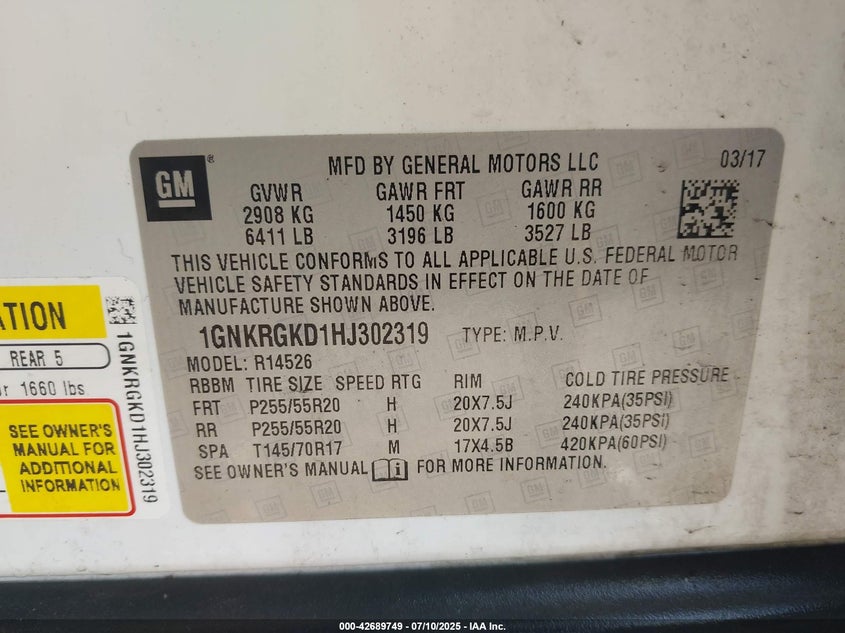 GM
®
MFD BY GENERAL MOTORS LLC
03/17
GVWR GAWR FRT GAWR RR
2908 KG 1450 KG 1600 KG
6411 LB 3196 LB 3527 LB
THIS VEHICLE CONFORMS TO ALL APPLICABLE U.S. FEDERAL MOTOR
VEHICLE SAFETY STANDARDS IN EFFECT ON THE DATE OF
MANUFACTURE SHOWN ABOVE.
1GNKRGKD1HJ302319 TYPE: M.P.V.
MODEL: R14526
RBBM TIRE SIZE SPEED RTG RIM COLD TIRE PRESSURE
FRT P255/55R20 H 20X7.5J 240KPA(35PSI)
RR P255/55R20 H 20X7.5J 240KPA(35PSI)
SPA T145/70R17 M 17X4.5B 420KPA(60PSI)
SEE OWNER'S MANUAL i FOR MORE INFORMATION.
ATION
REAR 5
r 1660 lbs
SEE OWNER'S
MANUAL FOR
ADDITIONAL
INFORMATION
1GNKRGKD1HJ302319
000-42689749 - 07/10/2025 - IAA Inc.